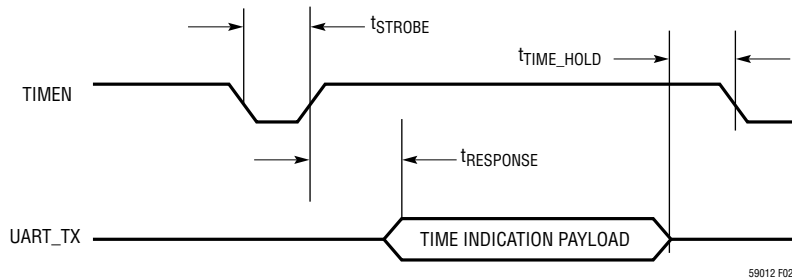 tSTROBE
tTIME_HOLD
TIMEN
tRESPONSE
UART_TX
TIME INDICATION PAYLOAD
59012 F02